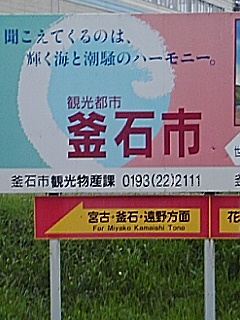 聞こえてくるのは、
輝く海と潮騒のハーモニー。
観光都市
釜石市
釜石市観光物産課 0193(22)2111
宮古・釜石・遠野方面
For Miyako Kamaishi Tono
花